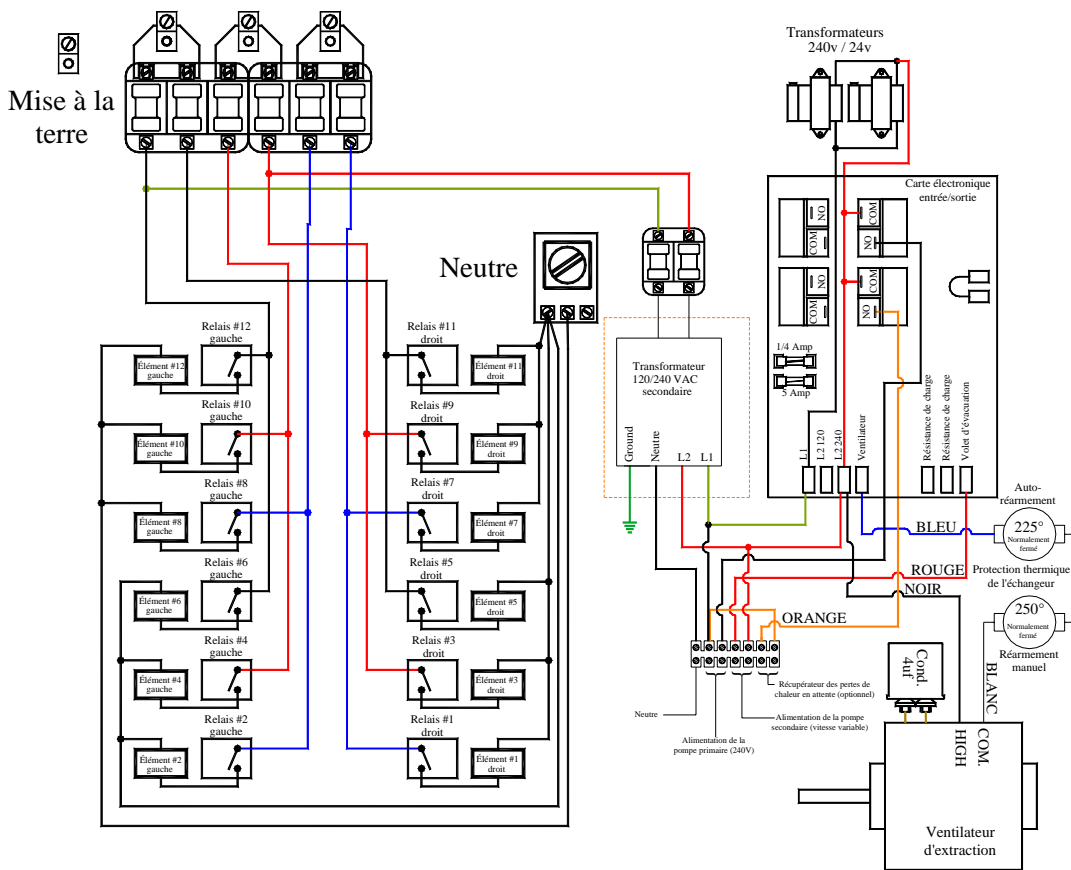 Transformateurs
240v / 24v
Mise à la
terre
Carte électronique
entrée/sortie
NO
COM
NO
COM
COM
NO
COM
NO
1/4 Amp
5 Amp
L1
L2 120
L2 240
Ventilateur
Résistance de charge
Résistance de charge
Volet d'évacuation
Neutre
Transformateur
120/240 VAC
secondaire
Ground
Neutre
L2
L1
Relais #12
gauche
Élément #12
gauche
Relais #11
droit
Élément #11
droit
Relais #10
gauche
Élément #10
gauche
Relais #9
droit
Élément #9
droit
Relais #8
gauche
Élément #8
gauche
Relais #7
droit
Élément #7
droit
Relais #6
gauche
Élément #6
gauche
Relais #5
droit
Élément #5
droit
Relais #4
gauche
Élément #4
gauche
Relais #3
droit
Élément #3
droit
Relais #2
gauche
Élément #2
gauche
Relais #1
droit
Élément #1
droit
Auto-
réarmement
BLEU
225°
Normalement
fermé
Protection thermique
de l'échangeur
ROUGE
NOIR
250°
Normalement
fermé
Réarmement
manuel
ORANGE
BLANC
Cond.
4uf
Récupérateur des pertes de
chaleur en attente (optionnel)
Neutre
Alimentation de la pompe
secondaire (vitesse variable)
Alimentation de la
pompe primaire (240V)
HIGH
COM.
Ventilateur
d'extraction